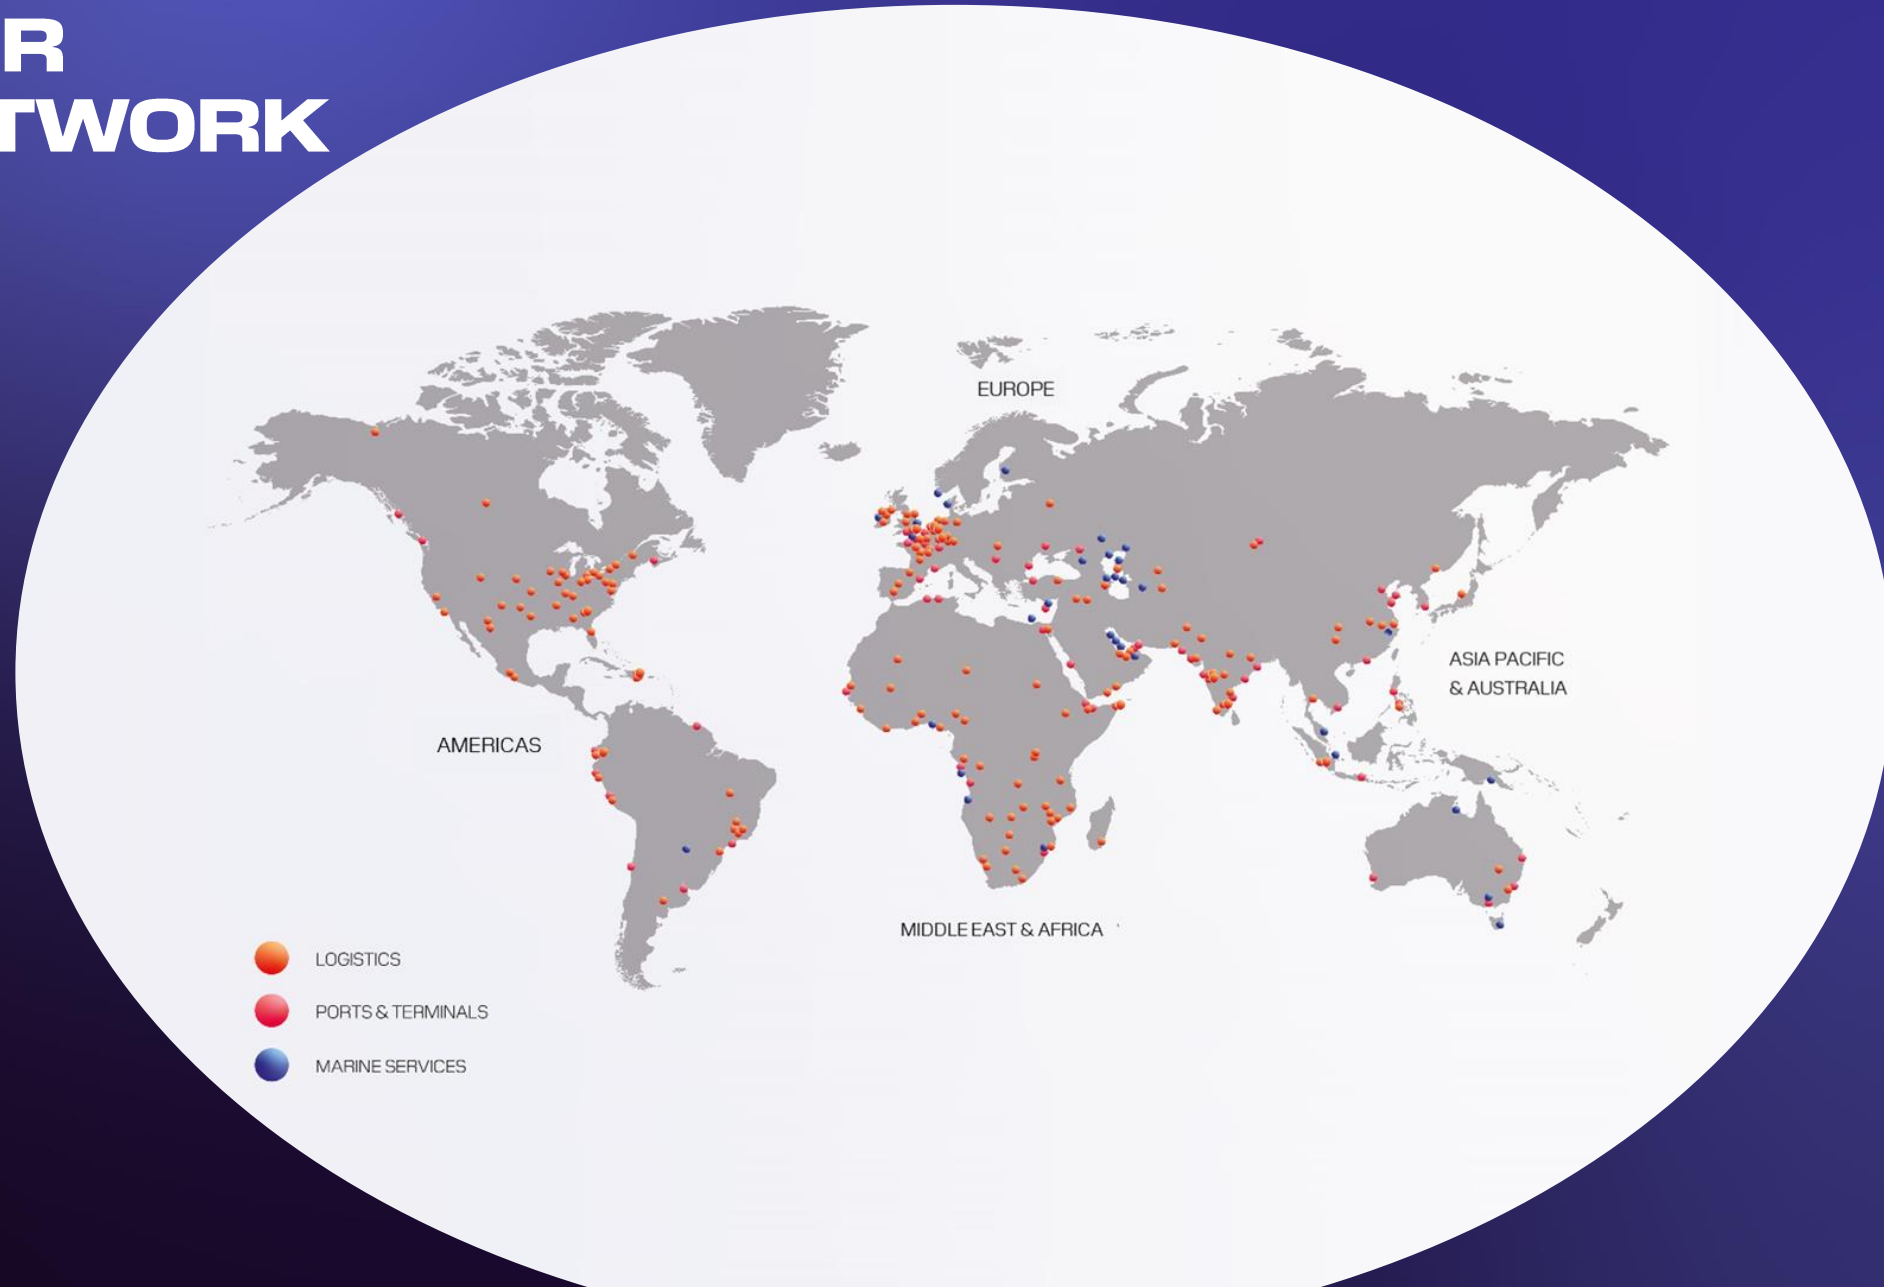 R
TWORK
EUROPE
ASIA PACIFIC
& AUSTRALIA
AMERICAS
MIDDLE EAST & AFRICA
LOGISTICS
PORTS & TERMINALS
MARINE SERVICES